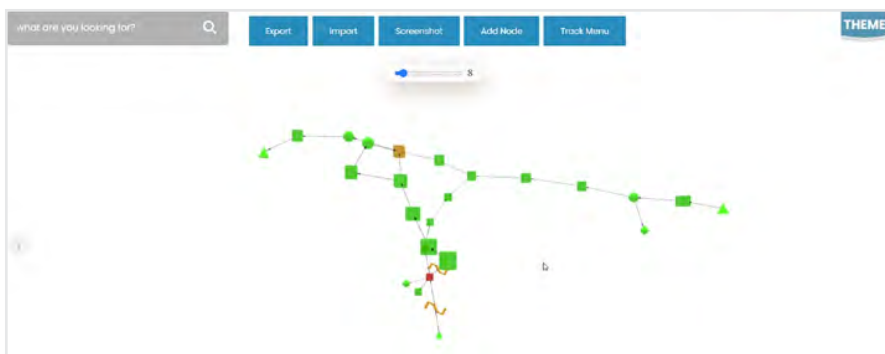 what are you looking for?
Export
Import
Screenshot
Add Node
Track Menu
THEME
8